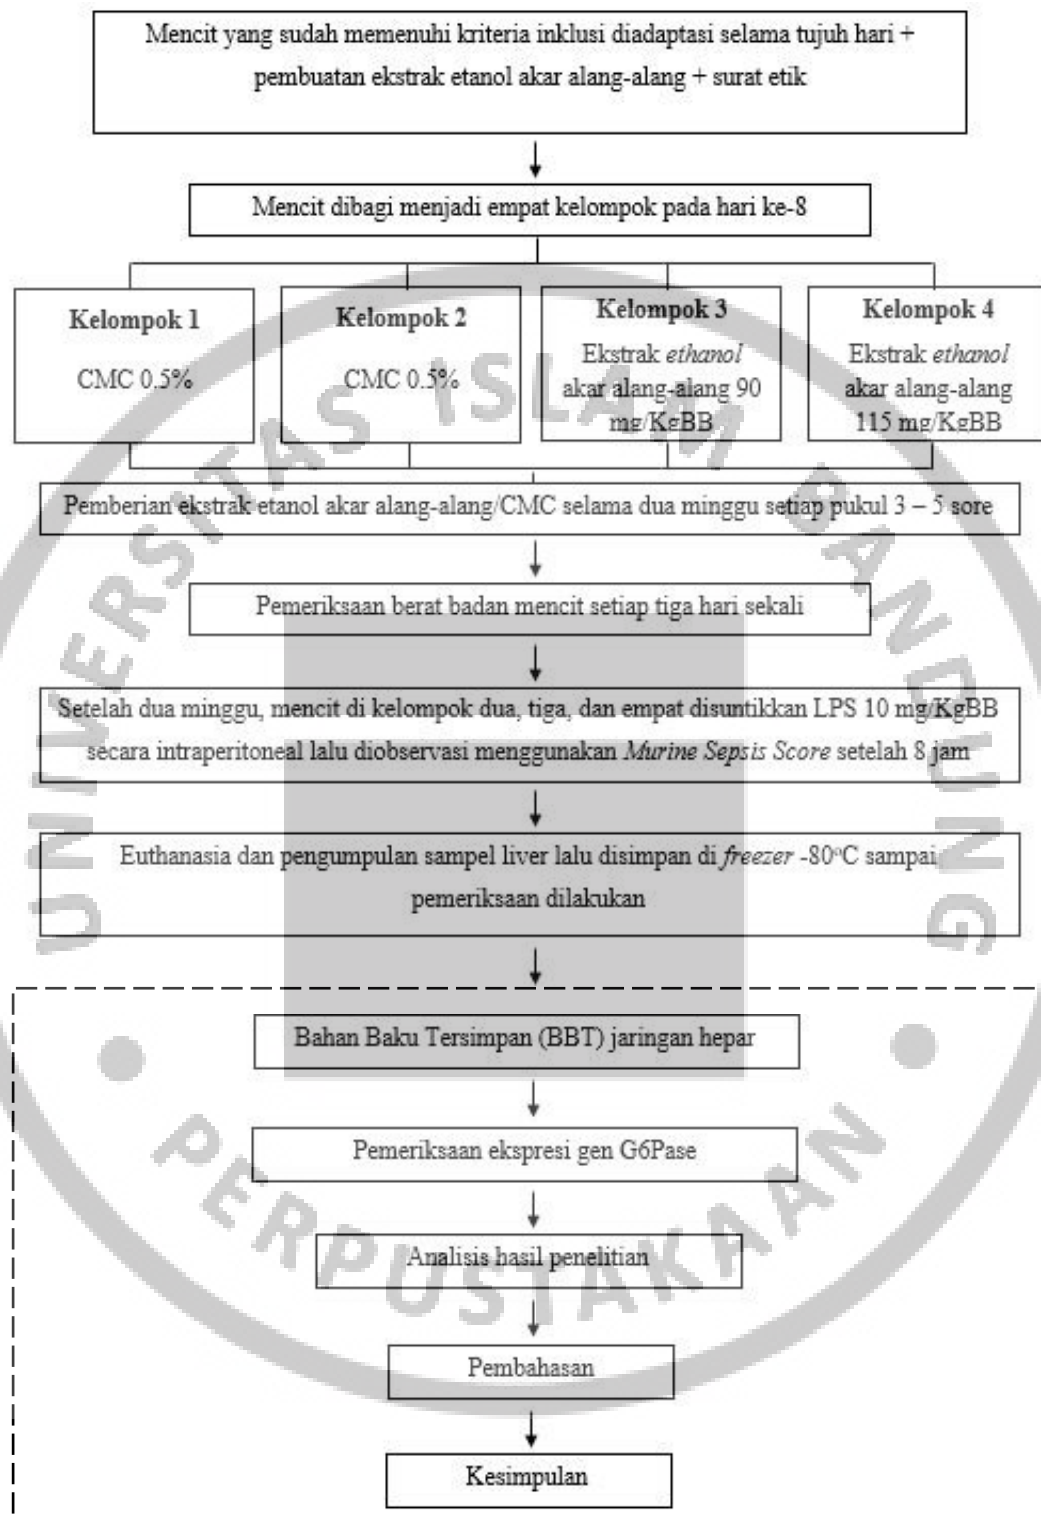 Mencit yang sudah memenuhi kriteria inklusi diadaptasi selama tujuh hari +
pembuatan ekstrak etanol akar alang-alang + surat etik
Mencit dibagi menjadi empat kelompok pada hari ke-8
Kelompok 1
CMC 0.5%
Kelompok 2
CMC 0.5%
Kelompok 3
Ekstrak ethanol
akar alang-alang 90
mg/KgBB
Kelompok 4
Ekstrak ethanol
akar alang-alang
115 mg/KgBB
Pemberian ekstrak etanol akar alang-alang/CMC selama dua minggu setiap pukul 3 – 5 sore
Pemeriksaan berat badan mencit setiap tiga hari sekali
Setelah dua minggu, mencit di kelompok dua, tiga, dan empat disuntikkan LPS 10 mg/KgBB
secara intraperitoneal lalu diobservasi menggunakan Murine Sepsis Score setelah 8 jam
Euthanasia dan pengumpulan sampel liver lalu disimpan di freezer -80°C sampai
pemeriksaan dilakukan
Bahan Baku Tersimpan (BBT) jaringan hepar
Pemeriksaan ekspresi gen G6Pase
Analisis hasil penelitian
Pembahasan
Kesimpulan
UNIVERSITAS ISLAM BANDUNG
PERPUSTAKAAN